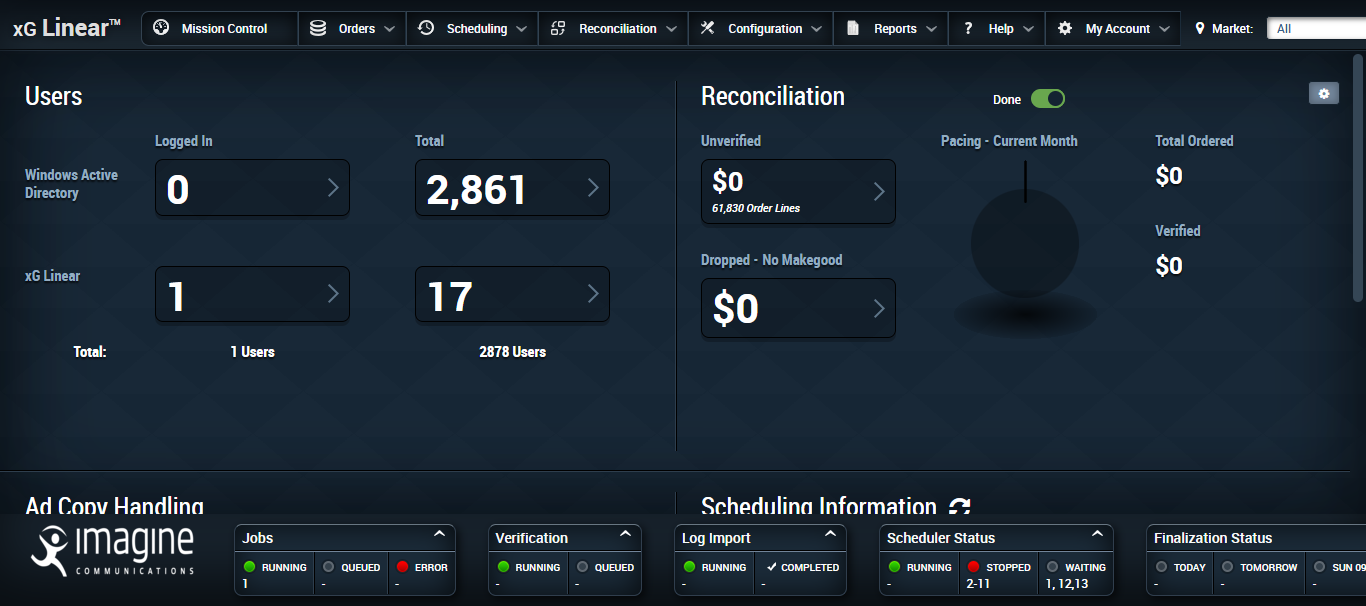 xG Linear™ Mission Control Orders Scheduling Reconciliation Configuration Reports ? Help My Account Market: All
Users
Logged In Total
Windows Active
Directory
0 2,861
xG Linear
1 17
Total: 1 Users 2878 Users
Reconciliation Done
Unverified Pacing - Current Month Total Ordered
$0
61,830 Order Lines
$0
Verified
$0
Dropped - No Makegood
$0
Ad Copy Handling
Scheduling Information
imagine
COMMUNICATIONS
Jobs
RUNNING QUEUED ERROR
1 - -
Verification
RUNNING QUEUED
- -
Log Import
RUNNING COMPLETED
- -
Scheduler Status
RUNNING STOPPED WAITING
- 2-11 1, 12,13
Finalization Status
TODAY TOMORROW SUN 09
- - -